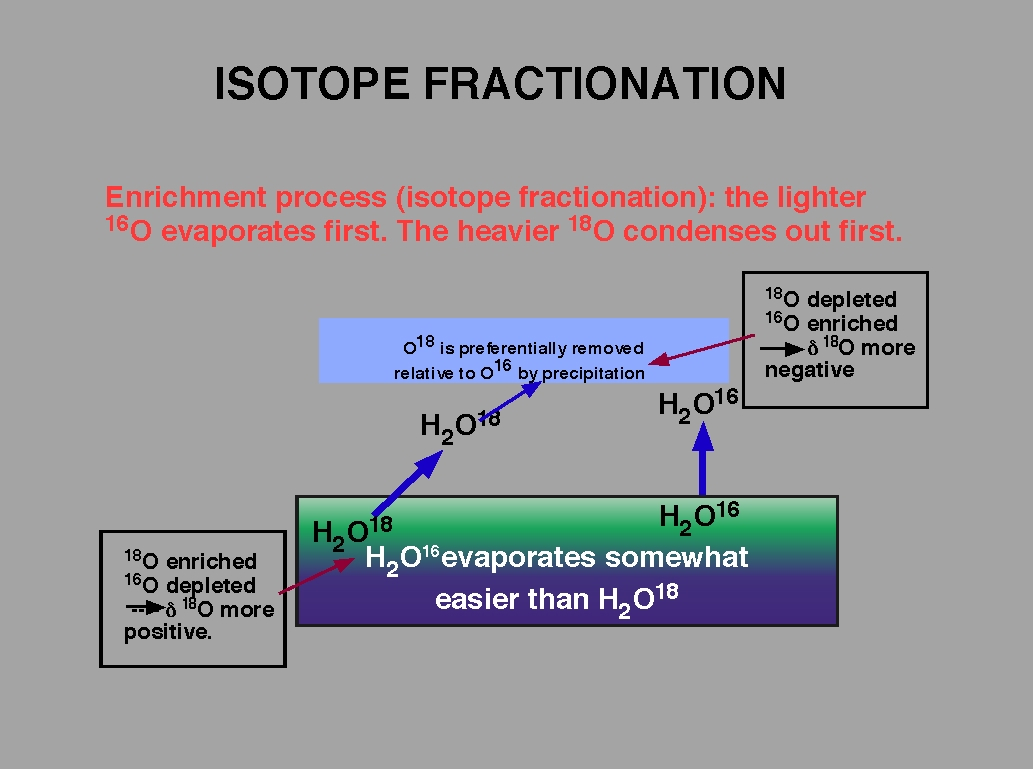 ISOTOPE FRACTIONATION
Enrichment process (isotope fractionation): the lighter
¹⁶O evaporates first. The heavier ¹⁸O condenses out first.
¹⁸O depleted
¹⁶O enriched
→ δ ¹⁸O more
negative
O¹⁸ is preferentially removed
relative to O¹⁶ by precipitation
H₂O¹⁸
H₂O¹⁶
H₂O¹⁸
H₂O¹⁶
H₂O¹⁶ evaporates somewhat
easier than H₂O¹⁸
¹⁸O enriched
¹⁶O depleted
→ δ ¹⁸O more
positive.